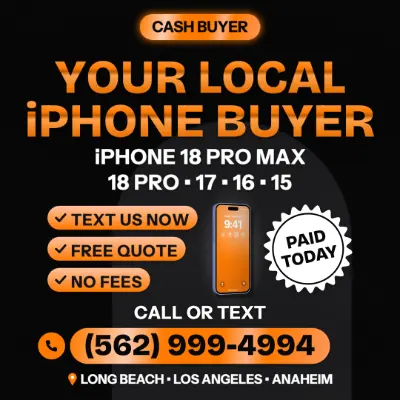 CASH BUYER
YOUR LOCAL
iPHONE BUYER
iPHONE 18 PRO MAX
18 PRO ▪ 17 ▪ 16 ▪ 15
TEXT US NOW
FREE QUOTE
NO FEES
9:41
PAID
TODAY
CALL OR TEXT
(562) 999-4994
LONG BEACH ▪ LOS ANGELES ▪ ANAHEIM